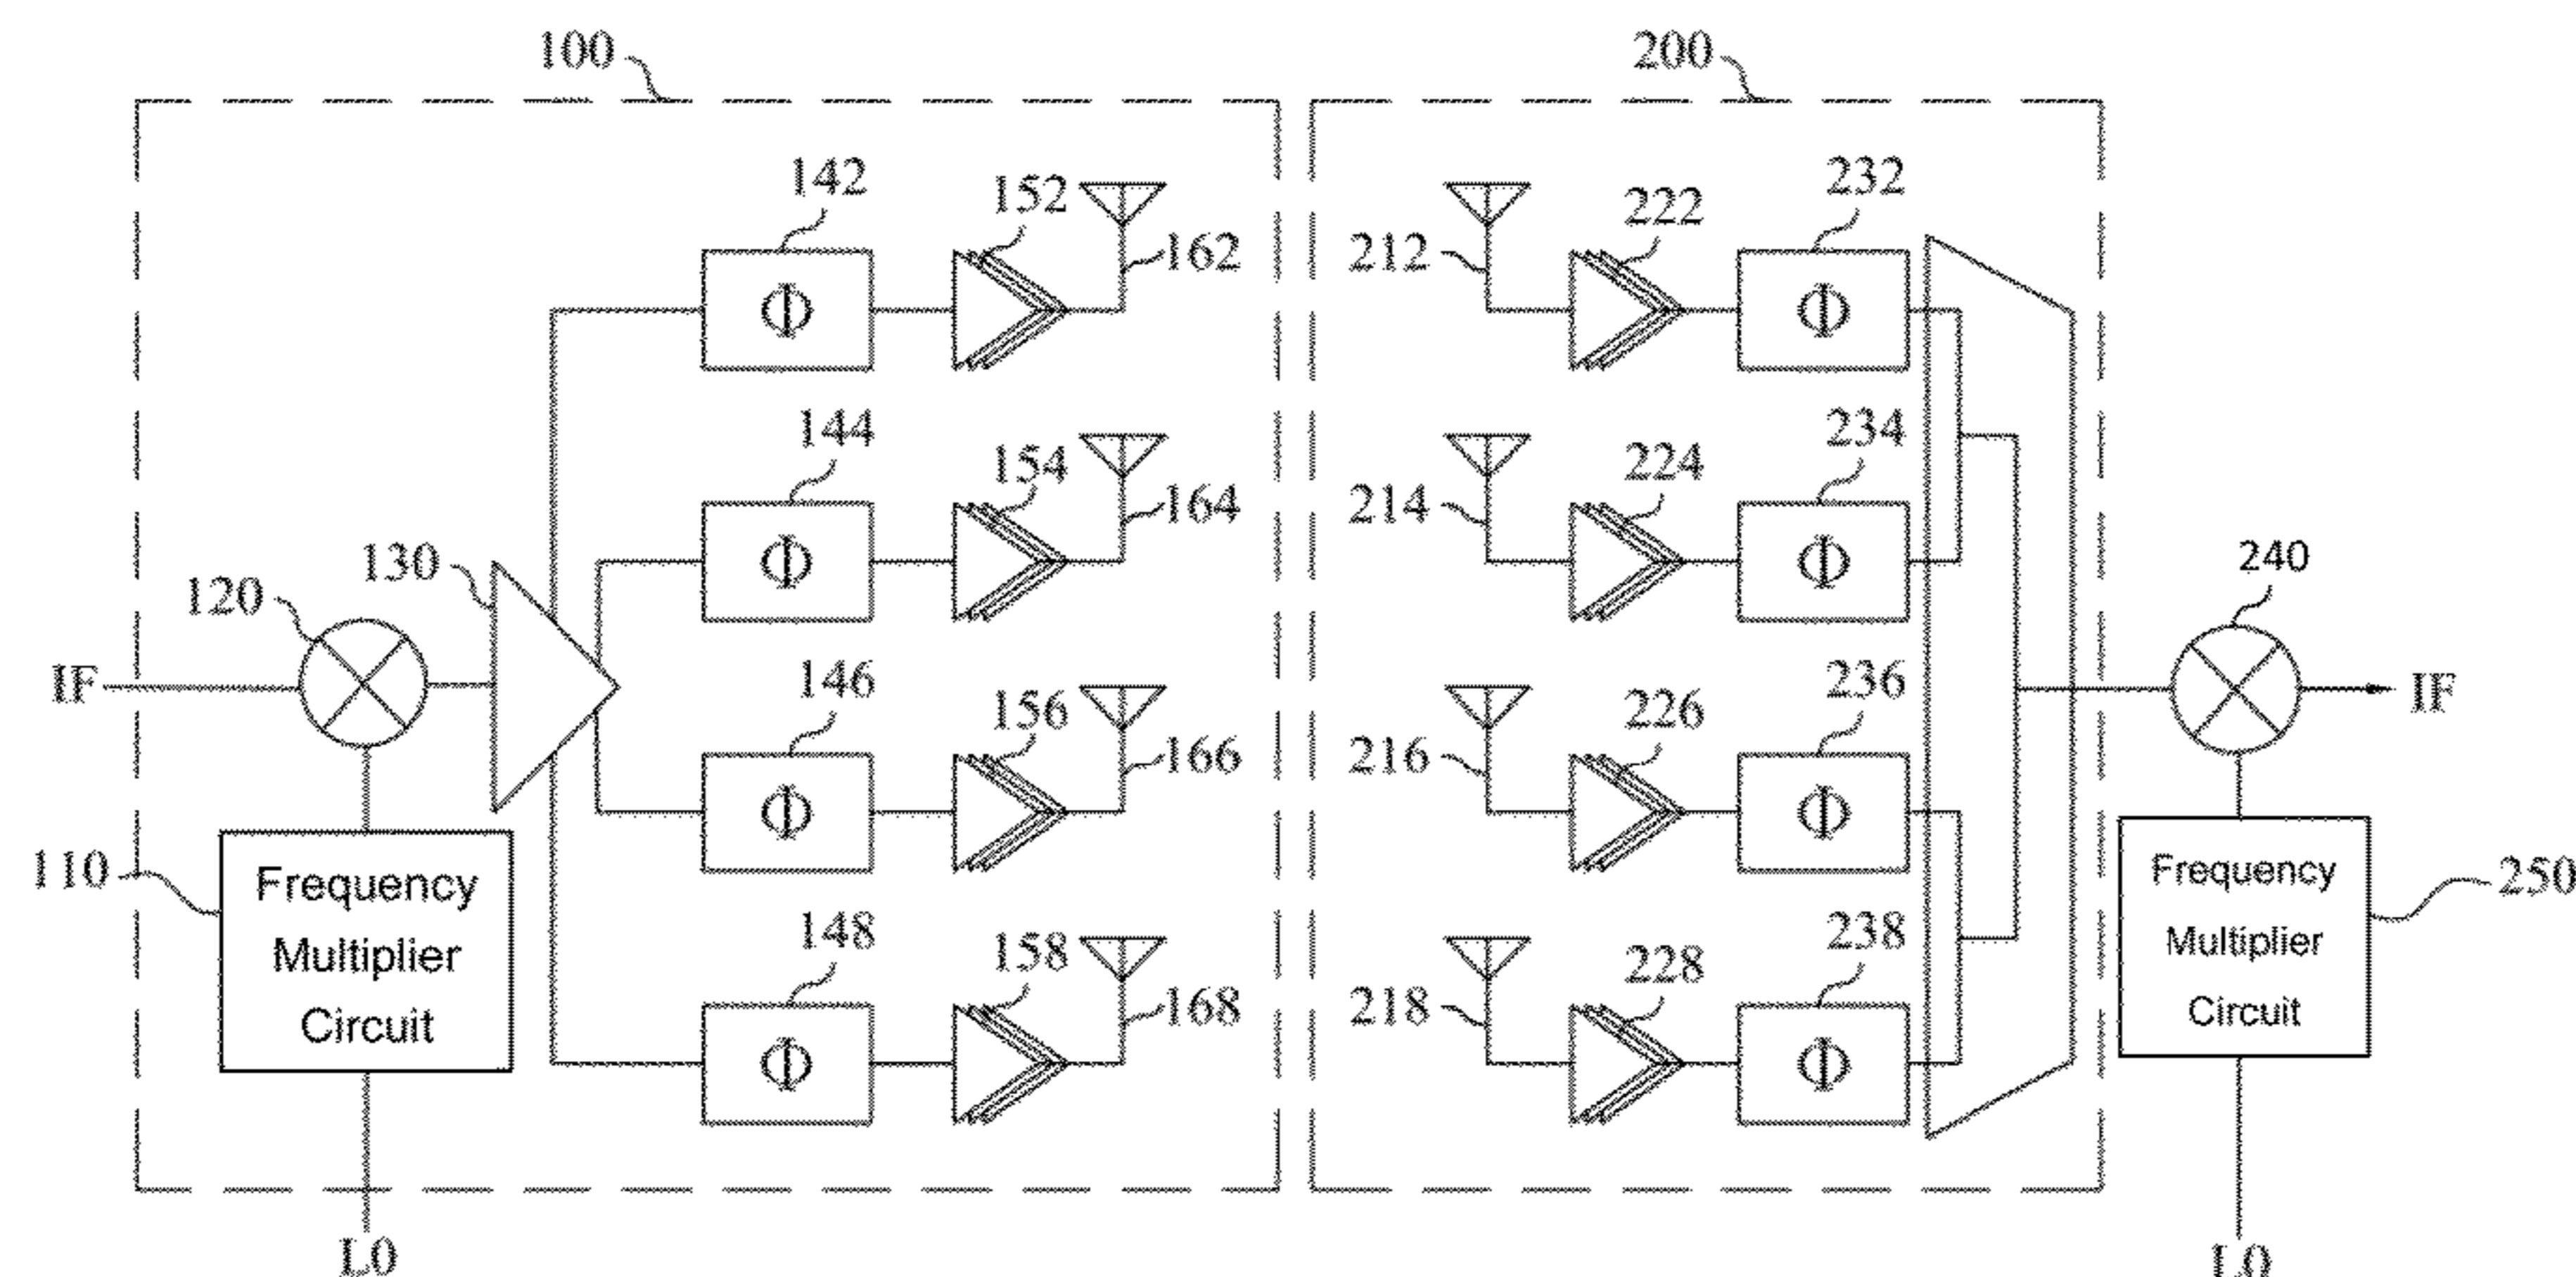 100
200
142
152
162
212
222
232
144
154
164
214
224
234
130
120
240
IF
146
156
166
216
226
236
IF
110
Frequency
Multiplier
Circuit
148
158
168
218
228
238
Frequency
Multiplier
Circuit
250
Φ
Φ
Φ
Φ
Φ
Φ
Φ
Φ
L0
L0